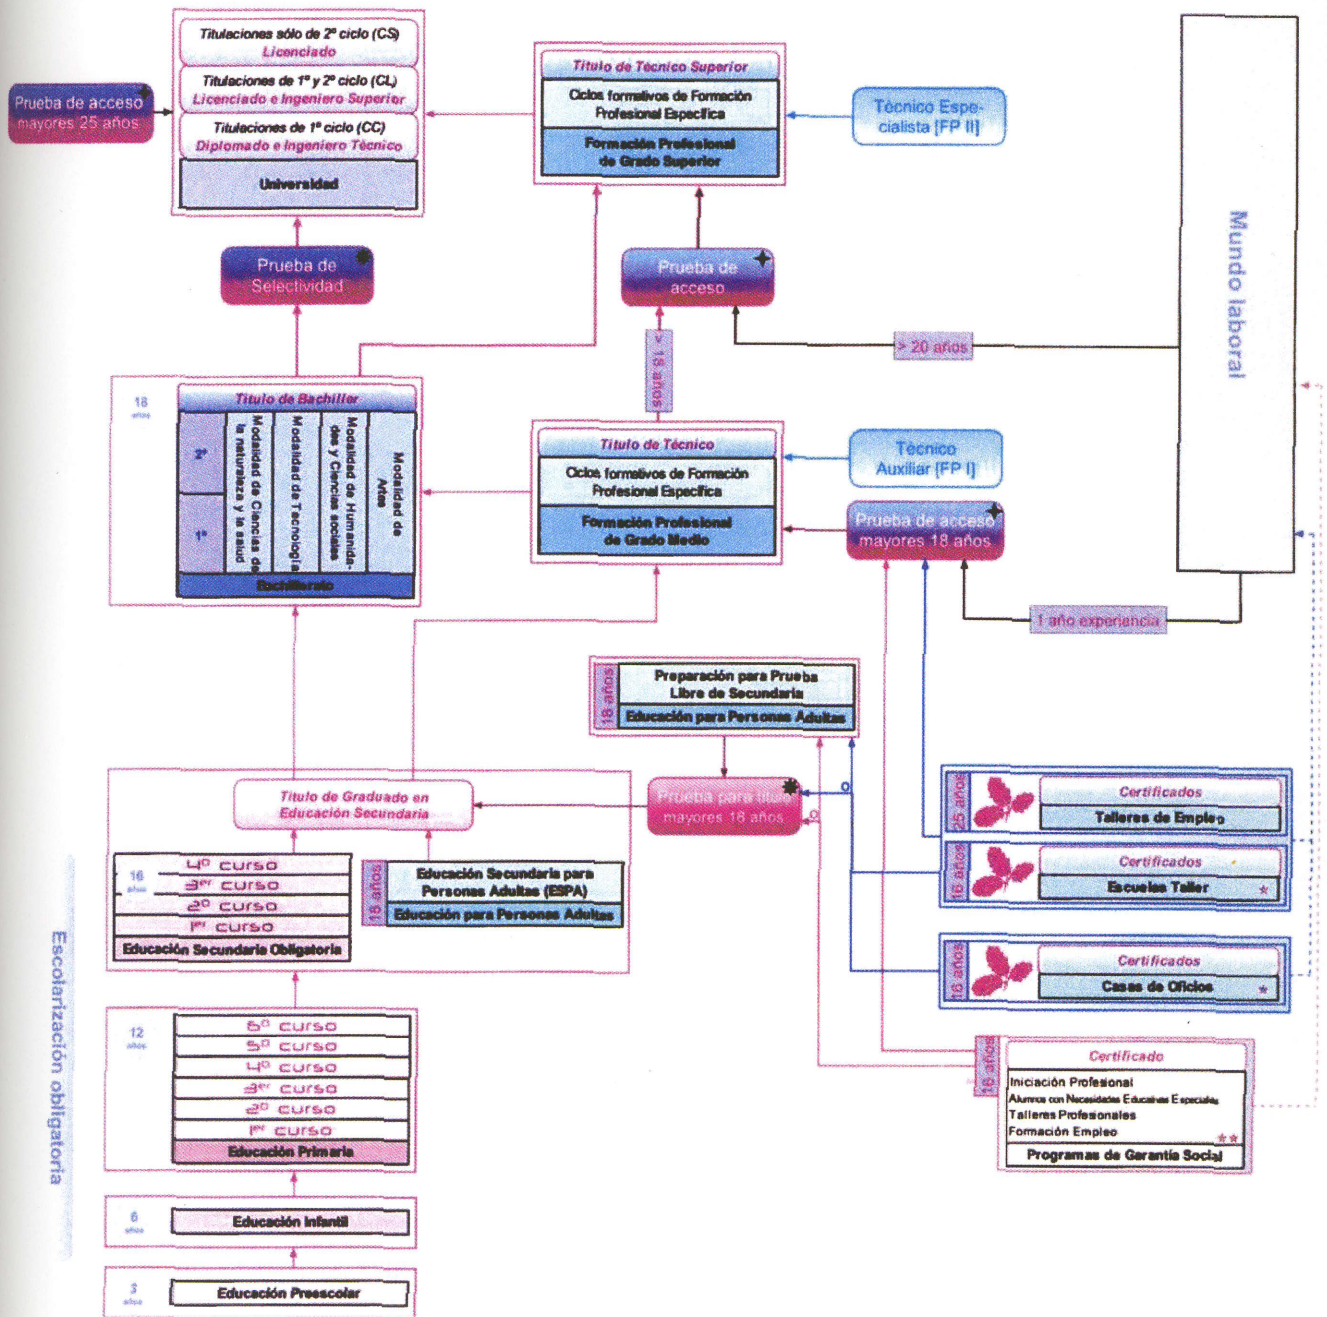 Titulaciones sólo de 2º ciclo (CS)
Licenciado
Titulaciones de 1º y 2º ciclo (CL)
Licenciado e Ingeniero Superior
Titulaciones de 1º ciclo (CC)
Diplomado e Ingeniero Técnico
Universidad
Prueba de acceso
mayores 25 años
Título de Técnico Superior
Ciclos formativos de Formación
Profesional Específica
Formación Profesional
de Grado Superior
Técnico Espe-
cialista [FP II]
Mundo laboral
Prueba de
Selectividad
Prueba de
acceso
> 18 años
> 20 años
18
años
Título de Bachiller
2º
1º
Modalidad de Ciencias de
la naturaleza y la salud
Modalidad de Tecnología
Modalidad de Humanida-
des y Ciencias sociales
Modalidad de
Artes
Bachillerato
Título de Técnico
Ciclos formativos de Formación
Profesional Específica
Formación Profesional
de Grado Medio
Técnico
Auxiliar [FP I]
Prueba de acceso
mayores 18 años
1 año experiencia
18 años
Preparación para Prueba
Libre de Secundaria
Educación para Personas Adultas
Título de Graduado en
Educación Secundaria
Prueba para título
mayores 18 años
o
o
16
años
4º curso
3er curso
2º curso
1er curso
Educación Secundaria Obligatoria
18 años
Educación Secundaria para
Personas Adultas (ESPA)
Educación para Personas Adultas
25 años
Certificados
Talleres de Empleo
16 años
Certificados
Escuelas Taller
16 años
Certificados
Casas de Oficios
16 años
Certificado
Iniciación Profesional
Alumnos con Necesidades Educativas Especiales
Talleres Profesionales
Formación Empleo
Programas de Garantía Social
Escolarización obligatoria
12
años
6º curso
5º curso
4º curso
3er curso
2º curso
1er curso
Educación Primaria
6
años
Educación Infantil
3
años
Educación Preescolar